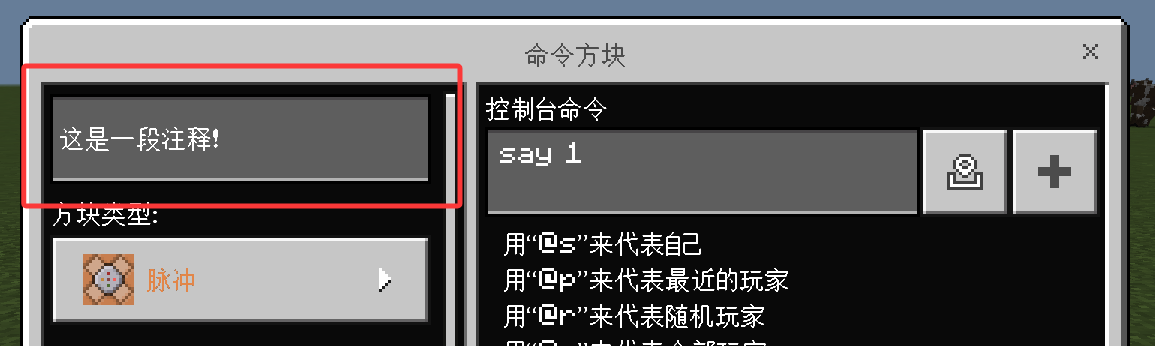 命令方块
这是一段注释!
方块类型:
脉冲
控制台命令
say 1
用“@s”来代表自己
用“@p”来代表最近的玩家
用“@r”来代表随机玩家